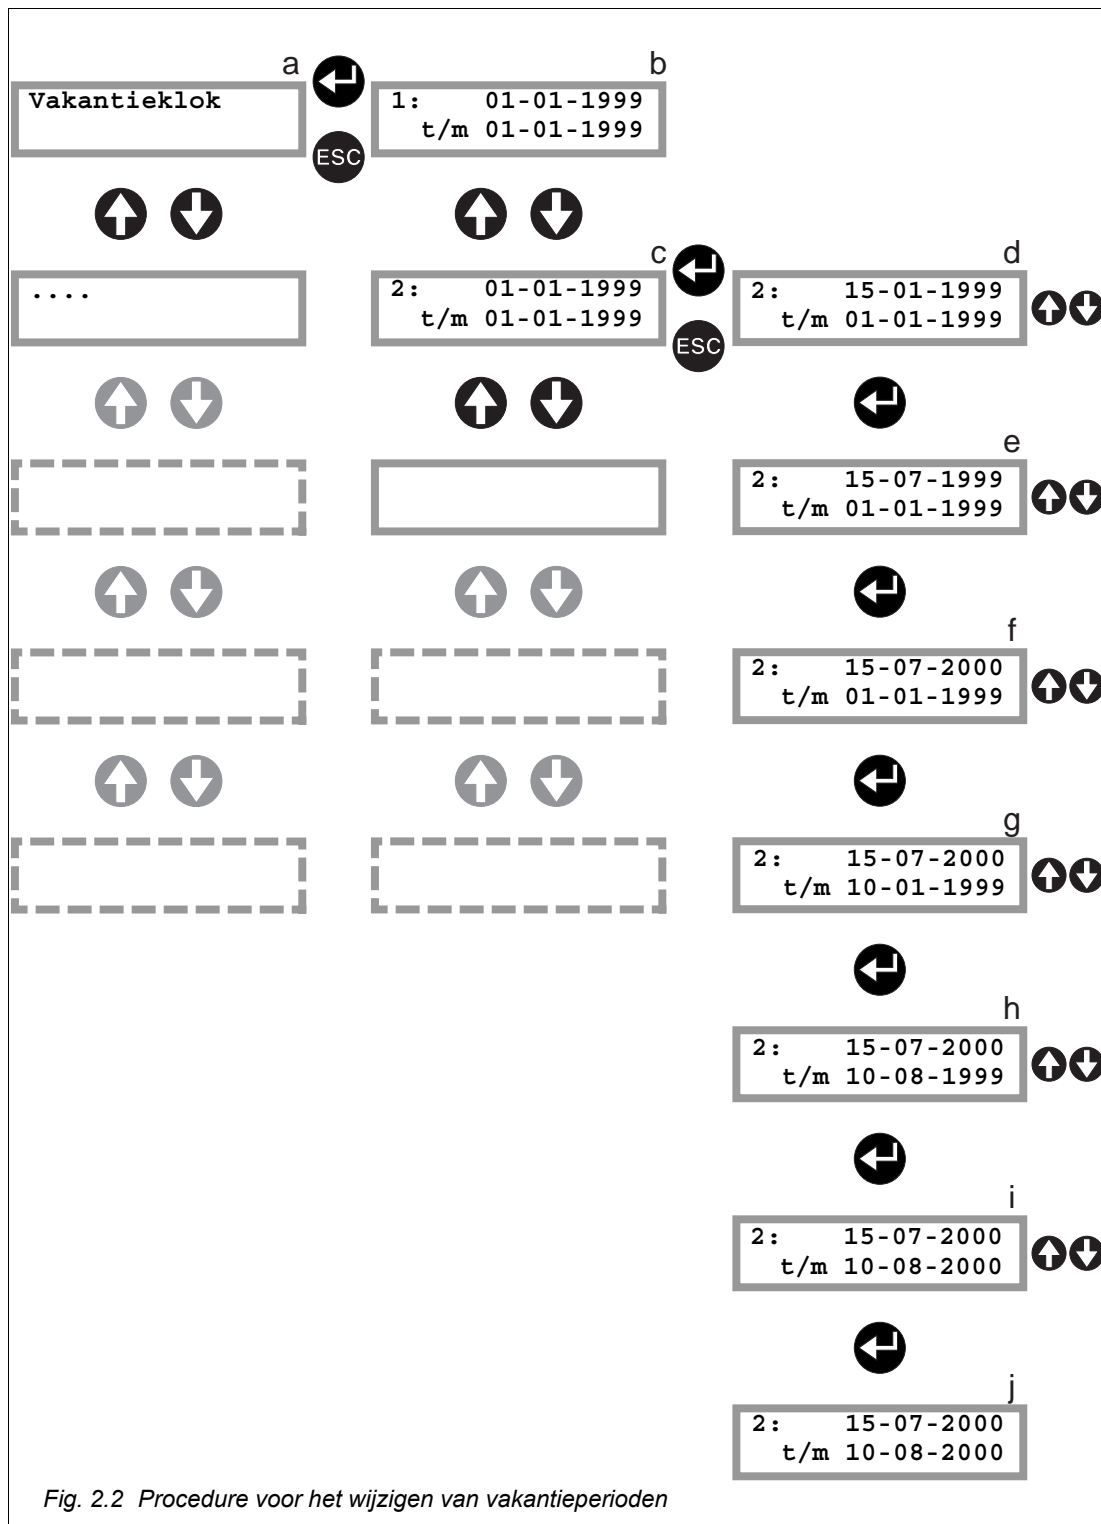 a
Vakantieklok
ESC
b
1: 01-01-1999
t/m 01-01-1999
....
c
2: 01-01-1999
t/m 01-01-1999
ESC
d
2: 15-01-1999
t/m 01-01-1999
e
2: 15-07-1999
t/m 01-01-1999
f
2: 15-07-2000
t/m 01-01-1999
g
2: 15-07-2000
t/m 10-01-1999
h
2: 15-07-2000
t/m 10-08-1999
i
2: 15-07-2000
t/m 10-08-2000
j
2: 15-07-2000
t/m 10-08-2000
Fig. 2.2 Procedure voor het wijzigen van vakantieperioden